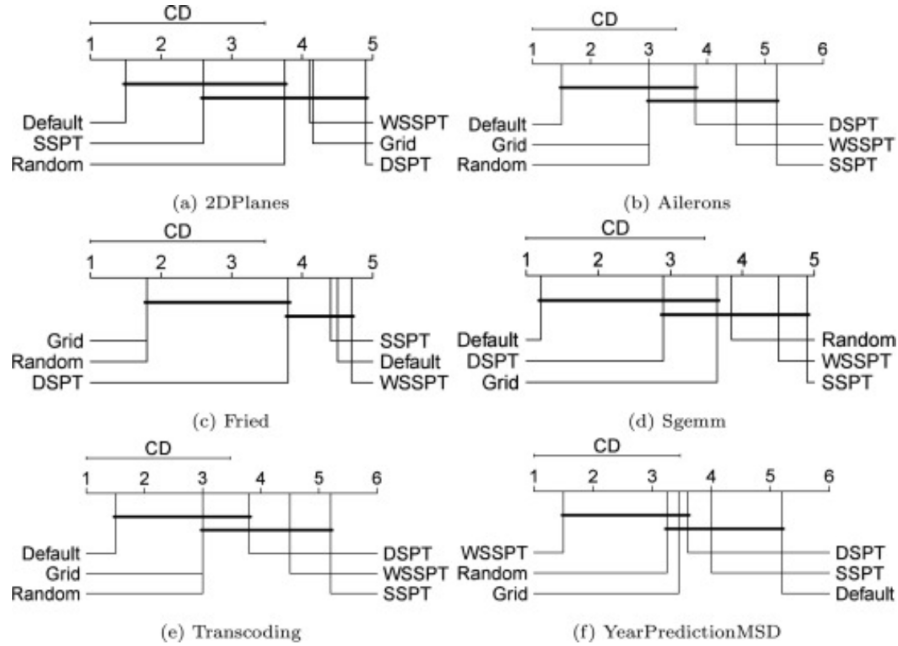 CD
1 2 3 4 5
Default WSSPT
SSPT Grid
Random DSPT
(a) 2DPlanes
CD
1 2 3 4 5 6
Default DSPT
Grid WSSPT
Random SSPT
(b) Ailerons
CD
1 2 3 4 5
Grid SSPT
Random Default
DSPT WSSPT
(c) Fried
CD
1 2 3 4 5
Default Random
DSPT WSSPT
Grid SSPT
(d) Sgemm
CD
1 2 3 4 5 6
Default DSPT
Grid WSSPT
Random SSPT
(e) Transcoding
CD
1 2 3 4 5 6
WSSPT DSPT
Random SSPT
Grid Default
(f) YearPredictionMSD